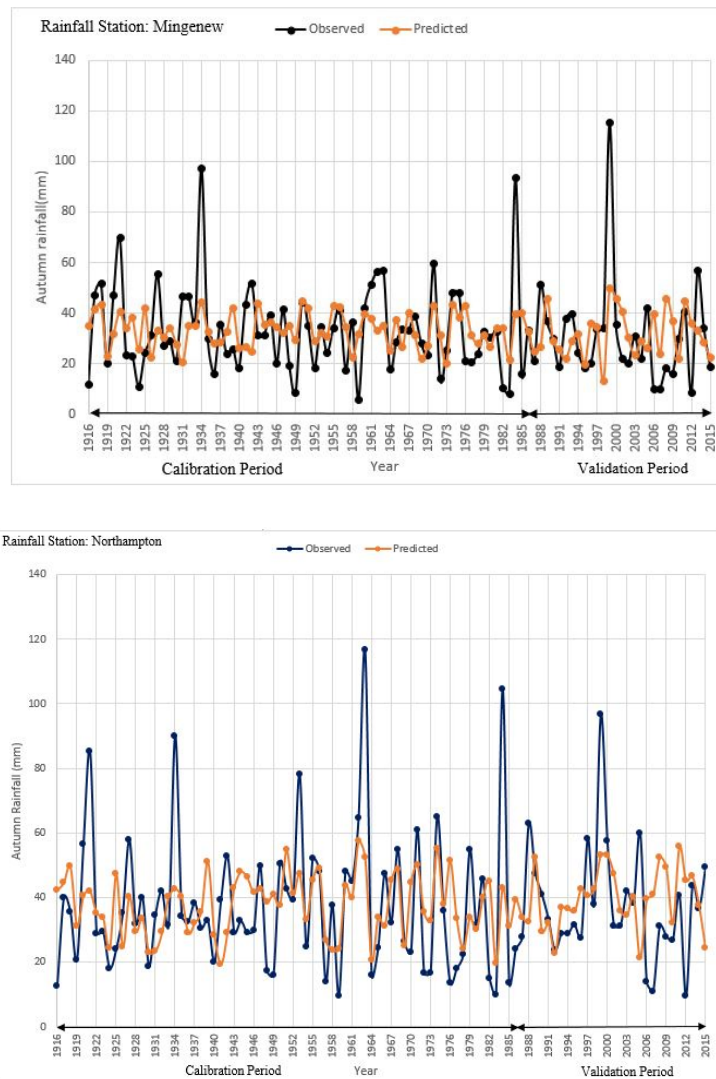 Rainfall Station: Mingenew
Observed
Predicted
140
120
100
80
60
40
20
0
Autumn rainfall(mm)
1916 1919 1922 1925 1928 1931 1934 1937 1940 1943 1946 1949 1952 1955 1958 1961 1964 1967 1970 1973 1976 1979 1982 1985 1988 1991 1994 1997 2000 2003 2006 2009 2012 2015
Calibration Period
Year
Validation Period
Rainfall Station: Northampton
Observed
Predicted
140
120
100
80
60
40
20
0
Autumn Rainfall (mm)
1916 1919 1922 1925 1928 1931 1934 1937 1940 1943 1946 1949 1952 1955 1958 1961 1964 1967 1970 1973 1976 1979 1982 1985 1988 1991 1994 1997 2000 2003 2006 2009 2012 2015
Calibration Period
Year
Validation Period